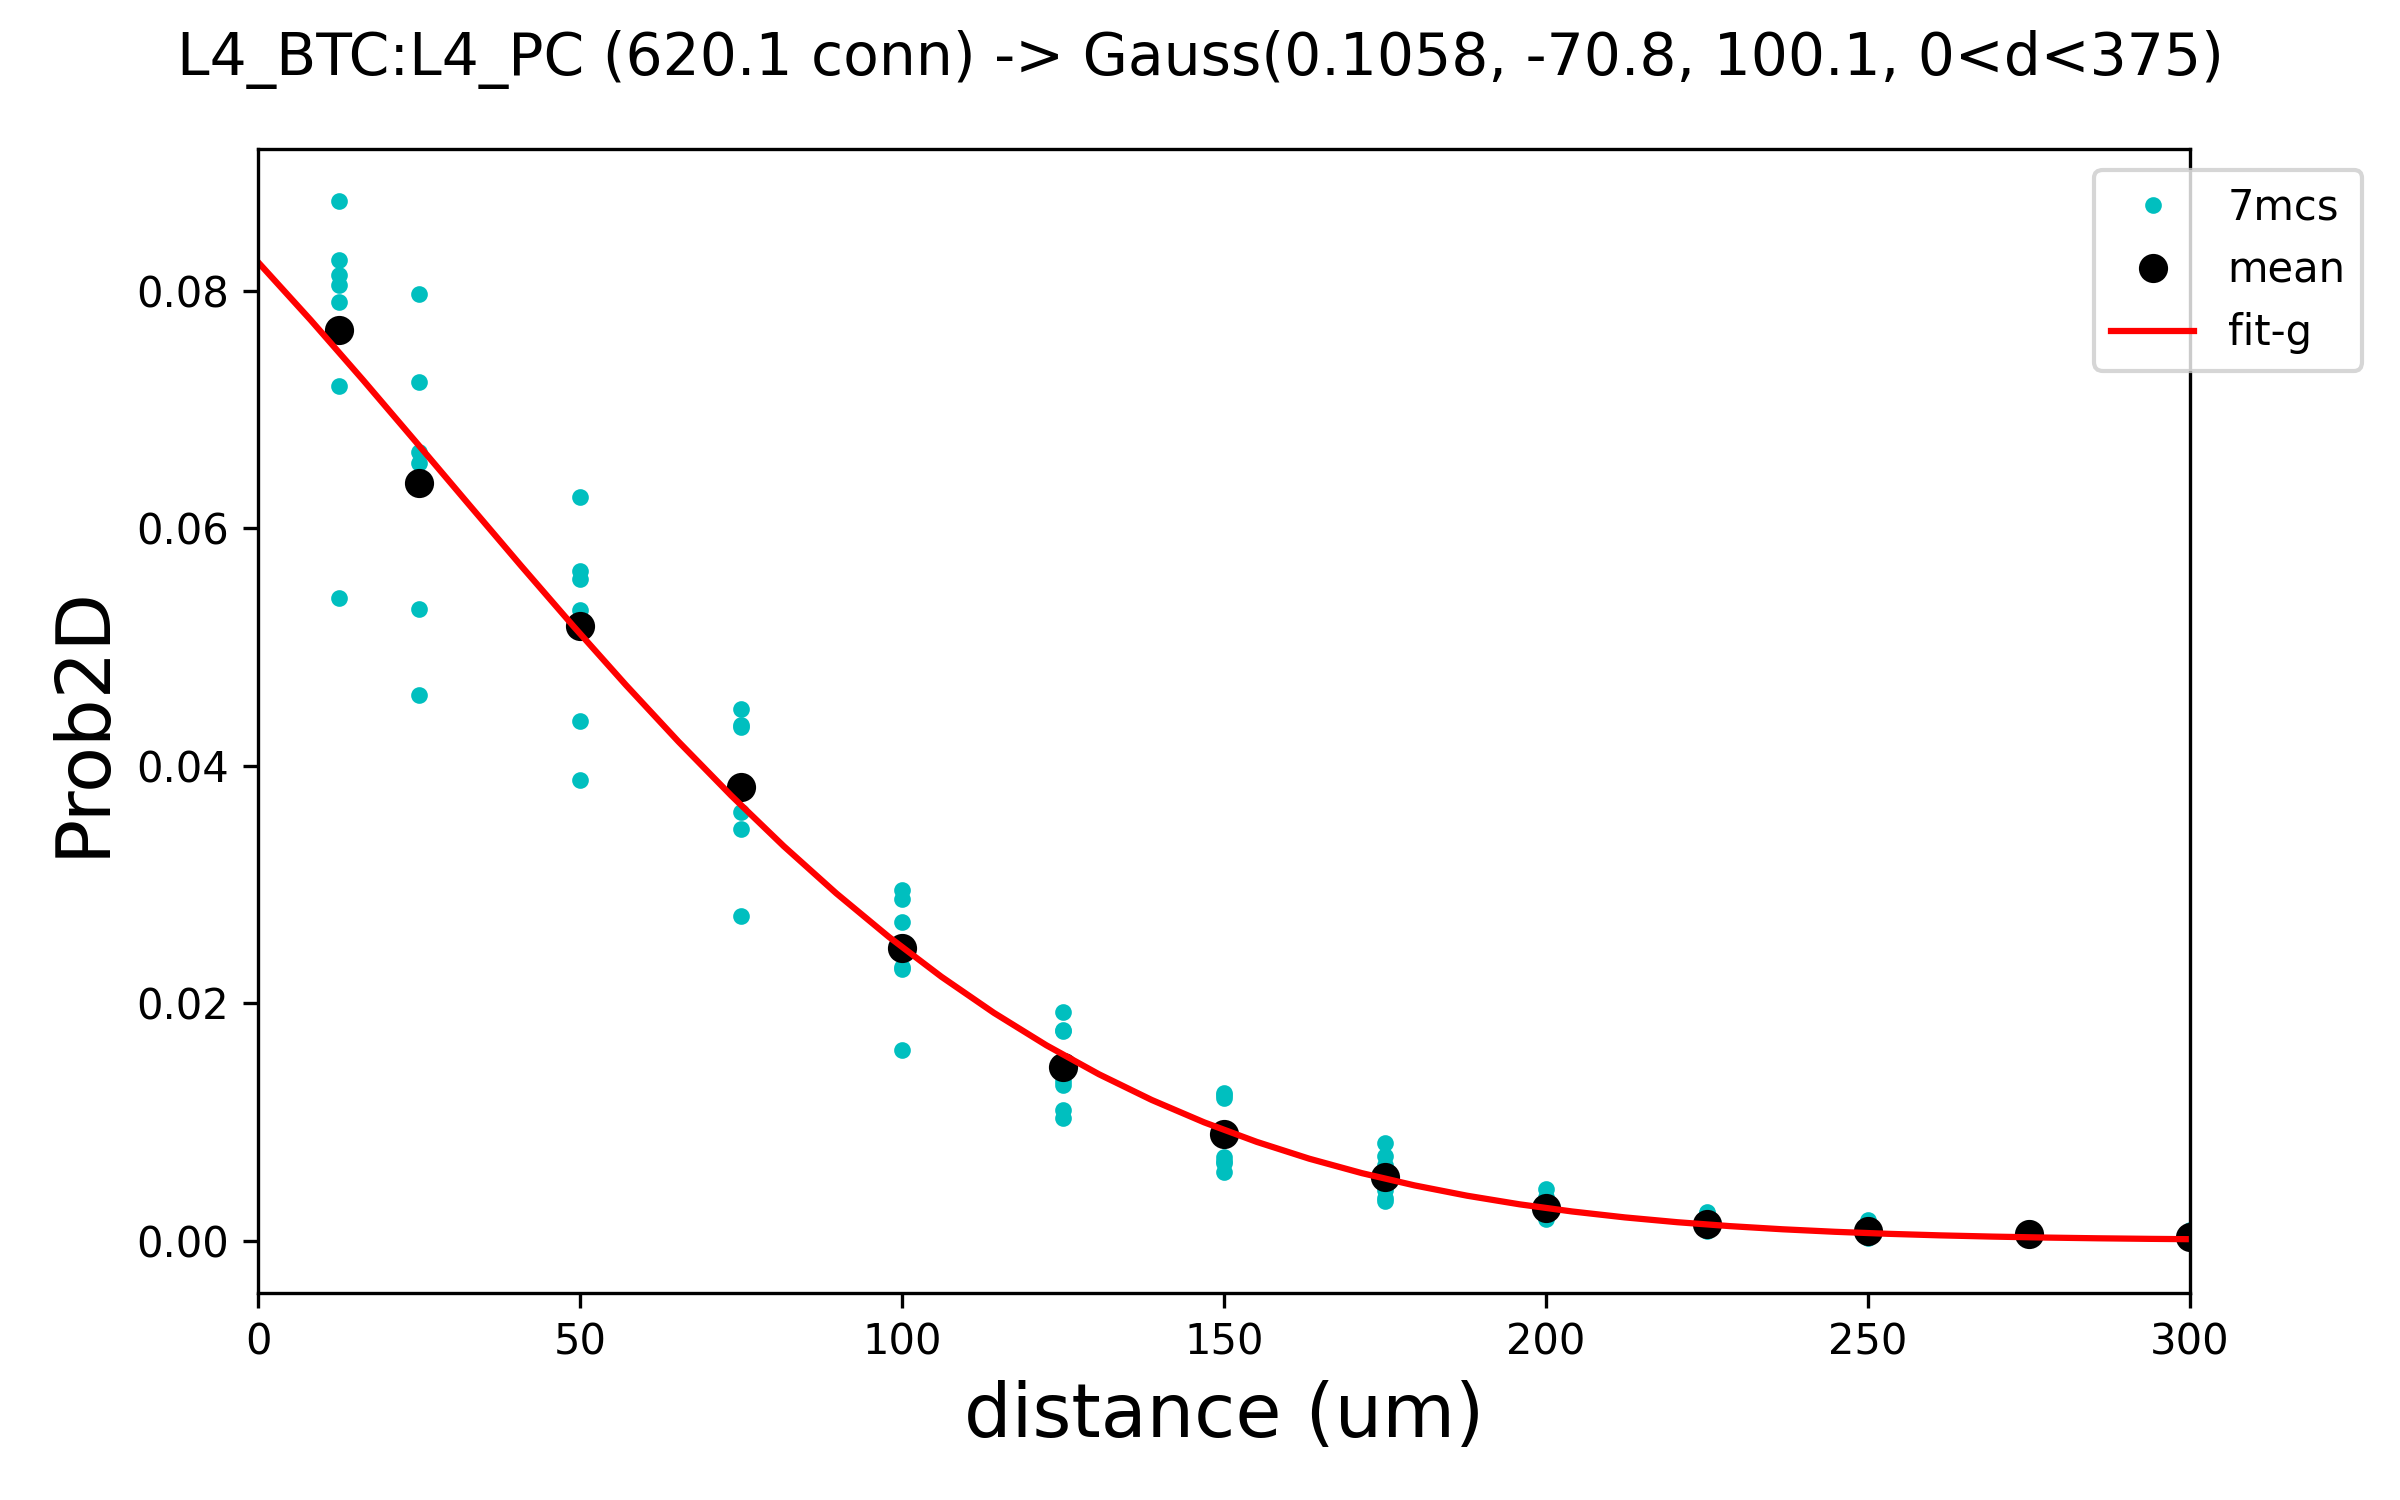 L4_BTC:L4_PC (620.1 conn) -> Gauss(0.1058, -70.8, 100.1, 0<d<375)
7mcs
mean
fit-g
Prob2D
0.08
0.06
0.04
0.02
0.00
0 50 100 150 200 250 300
distance (um)